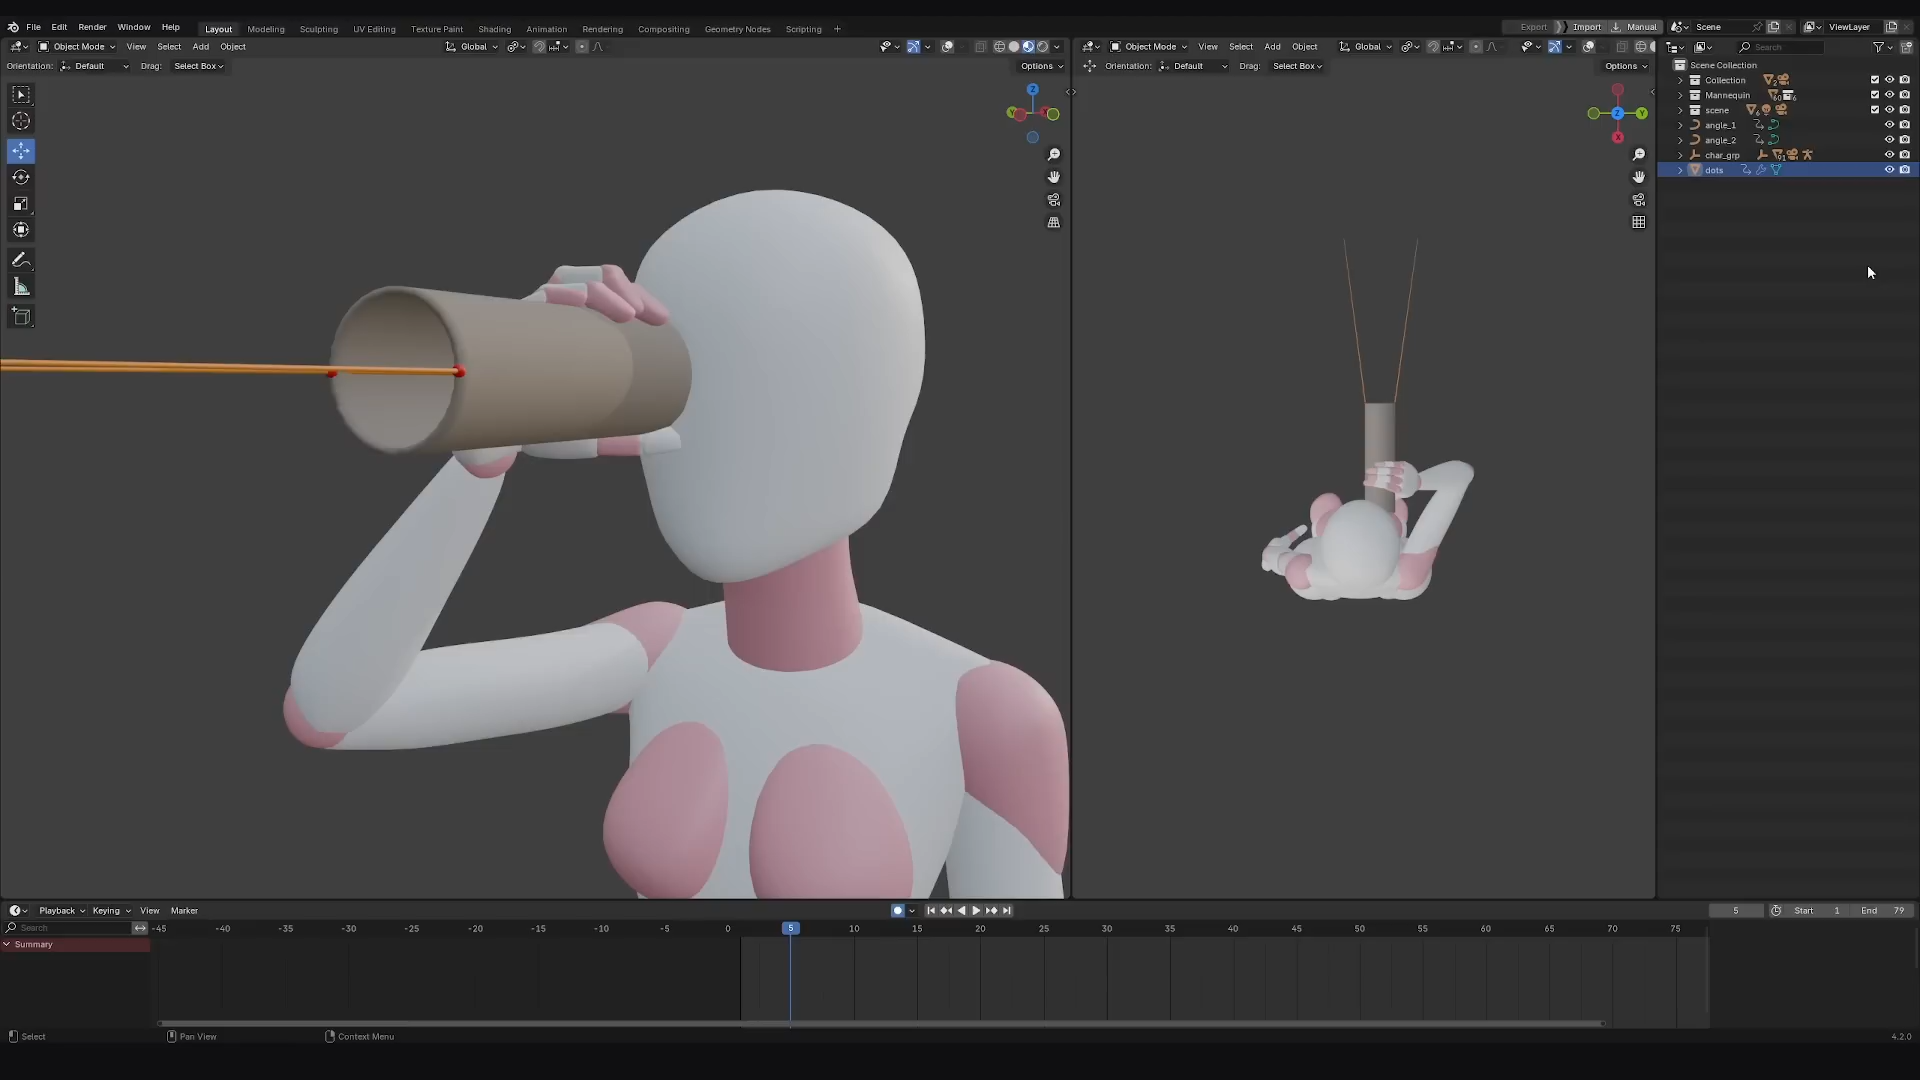 File Edit Render Window Help Layout Modeling Sculpting UV Editing Texture Paint Shading Animation Rendering Compositing Geometry Nodes Scripting + Export Import Manual Scene ViewLayer
Object Mode View Select Add Object Global Object Mode View Select Add Object Global Search
Orientation: Default Drag: Select Box Options Orientation: Default Drag: Select Box Options
Scene Collection
Collection
Mannequin
scene
angle_1
angle_2
char_grp
dots
Z
Y
Z
Y
X
Playback Keying View Marker 5 Start 1 End 79
Search -45 -40 -35 -30 -25 -20 -15 -10 -5 0 5 10 15 20 25 30 35 40 45 50 55 60 65 70 75
Summary
Select Pan View Context Menu 4.2.0